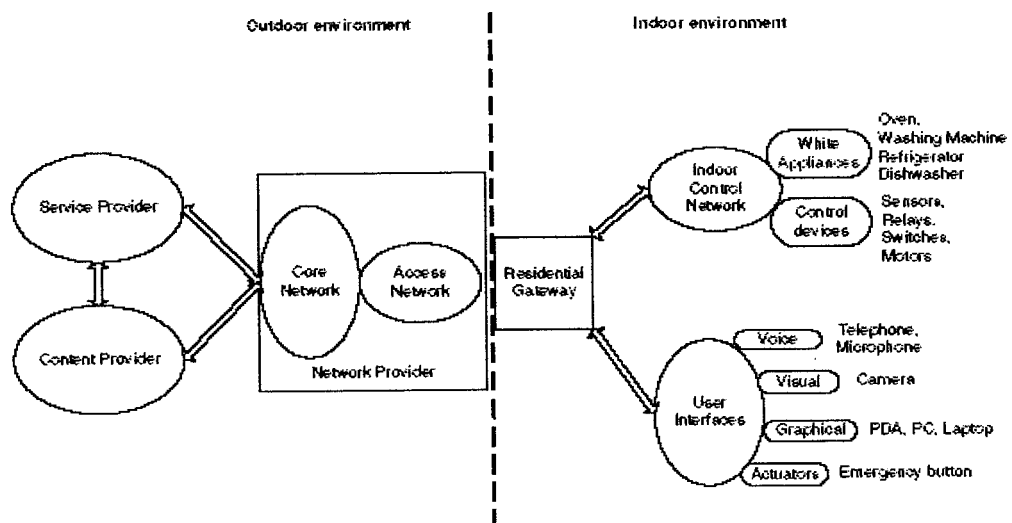 Outdoor environment
Indoor environment
Service Provider
Content Provider
Core
Network
Access
Network
Network Provider
Residential
Gateway
Indoor
Control
Network
White
Appliances
Oven,
Washing Machine
Refrigerator
Dishwasher
Control
devices
Sensors,
Relays,
Switches,
Motors
User
Interfaces
Voice
Telephone,
Microphone
Visual
Camera
Graphical
PDA, PC, Laptop
Actuators
Emergency button